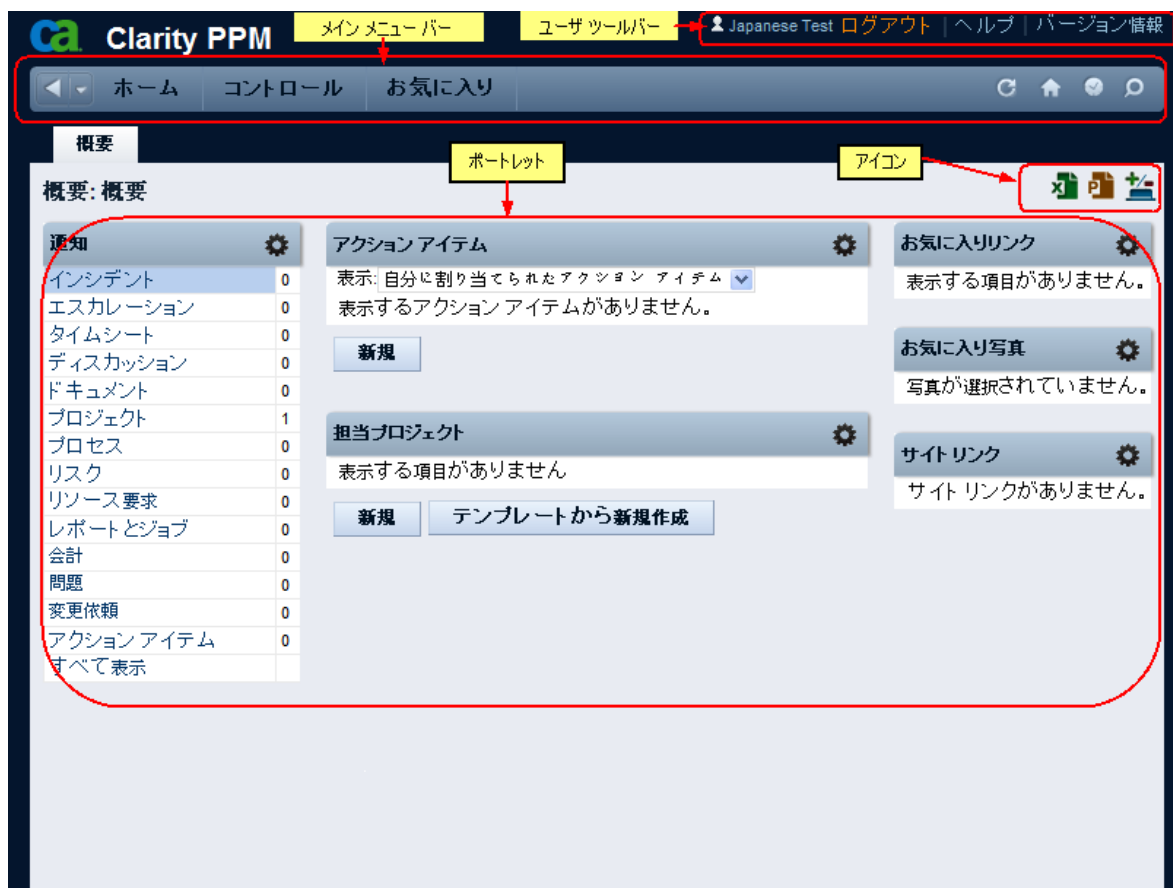 ca Clarity PPM
メイン メニュー バー
ユーザ ツールバー
Japanese Test ログアウト | ヘルプ | バージョン情報
ホーム コントロール お気に入り
概要
ポートレット
アイコン
概要: 概要
通知
インシデント 0
エスカレーション 0
タイムシート 0
ディスカッション 0
ドキュメント 0
プロジェクト 1
プロセス 0
リスク 0
リソース要求 0
レポートとジョブ 0
会計 0
問題 0
変更依頼 0
アクション アイテム 0
すべて表示
アクション アイテム
表示: 自分に割り当てられたアクション アイテム
表示するアクション アイテムがありません。
新規
担当プロジェクト
表示する項目がありません
新規 テンプレートから新規作成
お気に入りリンク
表示する項目がありません。
お気に入り写真
写真が選択されていません。
サイト リンク
サイト リンクがありません。